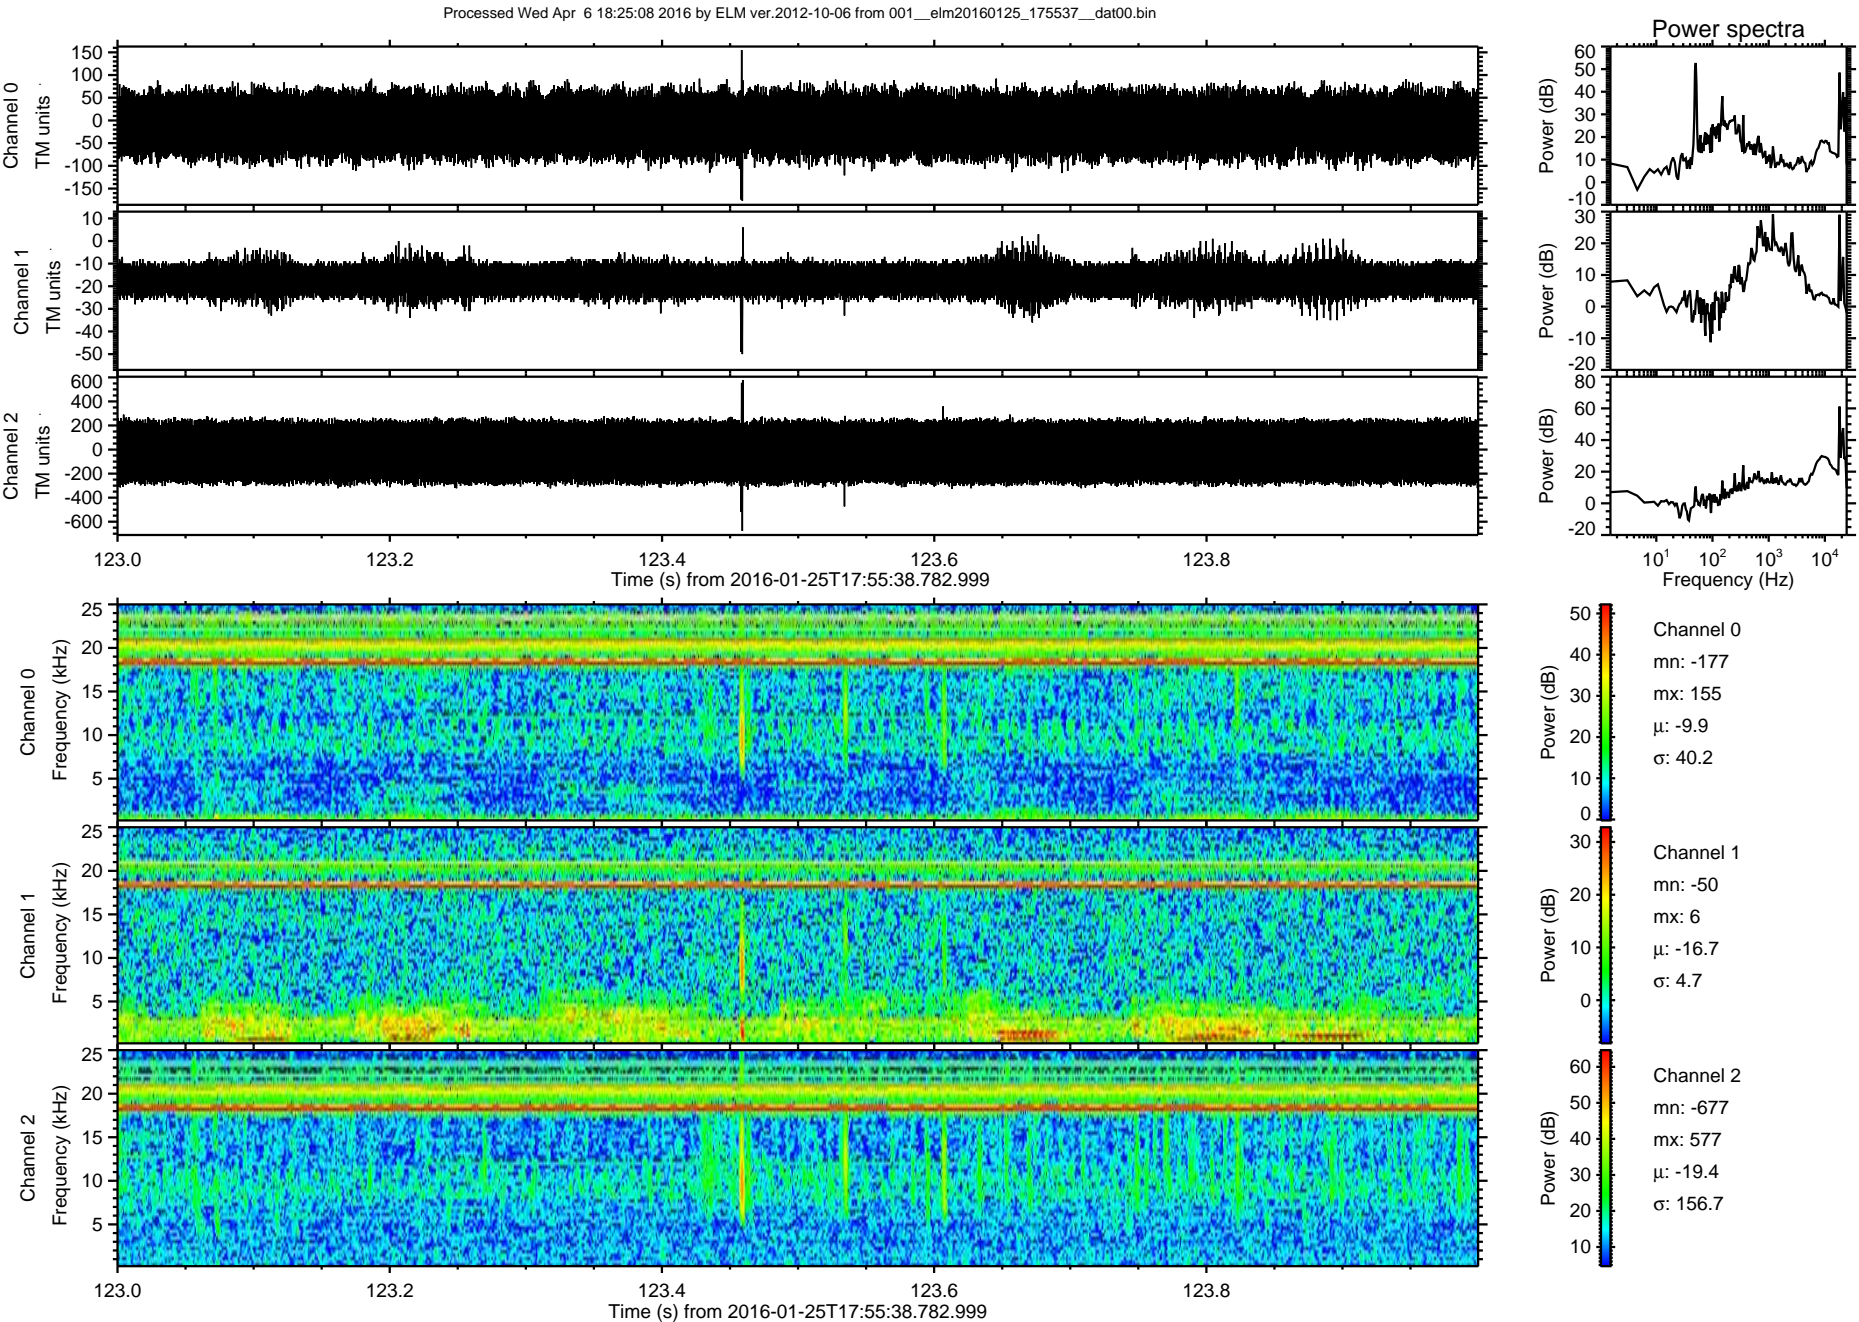 Processed Wed Apr 6 18:25:08 2016 by ELM ver.2012-10-06 from 001__elm20160125_175537__dat00.bin
Power spectra
Channel 0
TM units
150
100
50
0
-50
-100
-150
Power (dB)
60
50
40
30
20
10
0
-10
Channel 1
TM units
10
0
-10
-20
-30
-40
-50
Power (dB)
30
20
10
0
-10
-20
Channel 2
TM units
600
400
200
0
-200
-400
-600
Power (dB)
80
60
40
20
0
-20
123.0 123.2 123.4 123.6 123.8
Time (s) from 2016-01-25T17:55:38.782.999
10¹ 10² 10³ 10⁴
Frequency (Hz)
Channel 0
Frequency (kHz)
25
20
15
10
5
Power (dB)
50
40
30
20
10
0
Channel 0
mn: -177
mx: 155
μ: -9.9
σ: 40.2
Channel 1
Frequency (kHz)
25
20
15
10
5
Power (dB)
30
20
10
0
Channel 1
mn: -50
mx: 6
μ: -16.7
σ: 4.7
Channel 2
Frequency (kHz)
25
20
15
10
5
Power (dB)
60
50
40
30
20
10
Channel 2
mn: -677
mx: 577
μ: -19.4
σ: 156.7
123.0 123.2 123.4 123.6 123.8
Time (s) from 2016-01-25T17:55:38.782.999